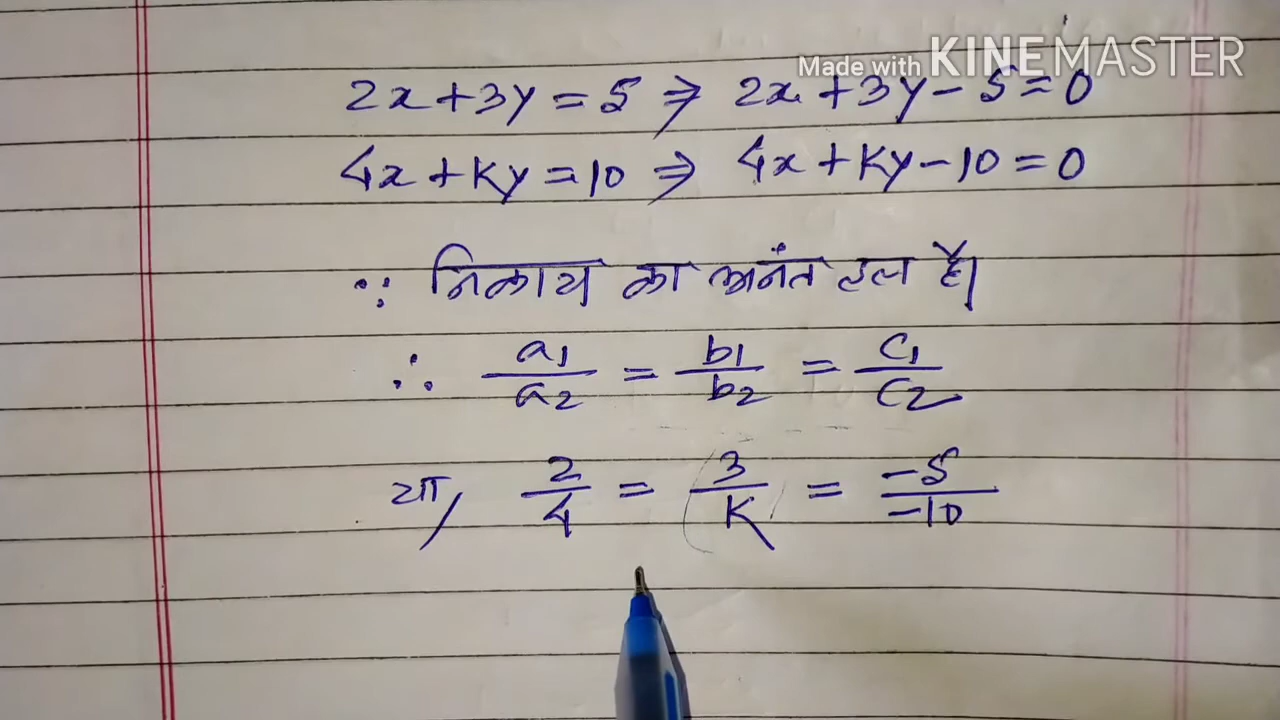 Made with KINEMASTER
2x+3y=5 ⇒ 2x+3y-5=0
4x+Ky=10 ⇒ 4x+Ky-10=0
∵ निकाय का अनंत हल है।
∴ a1/a2 = b1/b2 = c1/c2
या, 2/4 = 3/K = -5/-10